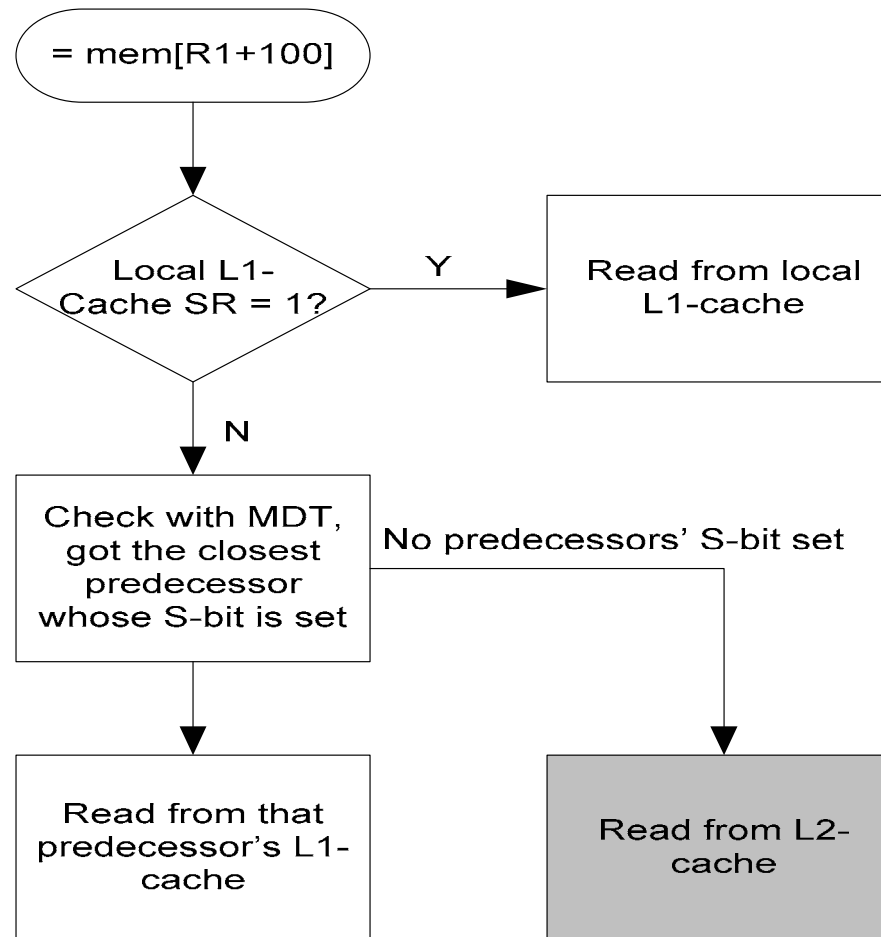 = mem[R1+100]
Local L1-
Cache SR = 1?
Y
Read from local
L1-cache
N
Check with MDT,
got the closest
predecessor
whose S-bit is set
No predecessors' S-bit set
Read from that
predecessor's L1-
cache
Read from L2-
cache